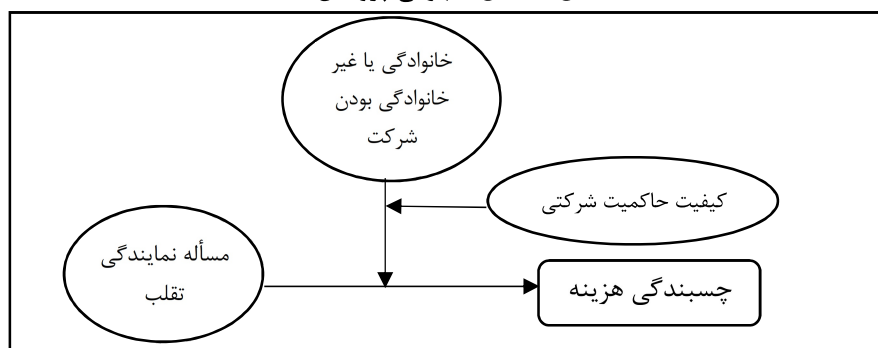 خانوادگی یا غیر
خانوادگی بودن
شرکت
کیفیت حاکمیت شرکتی
مسأله نمایندگی
تقلب
چسبندگی هزینه